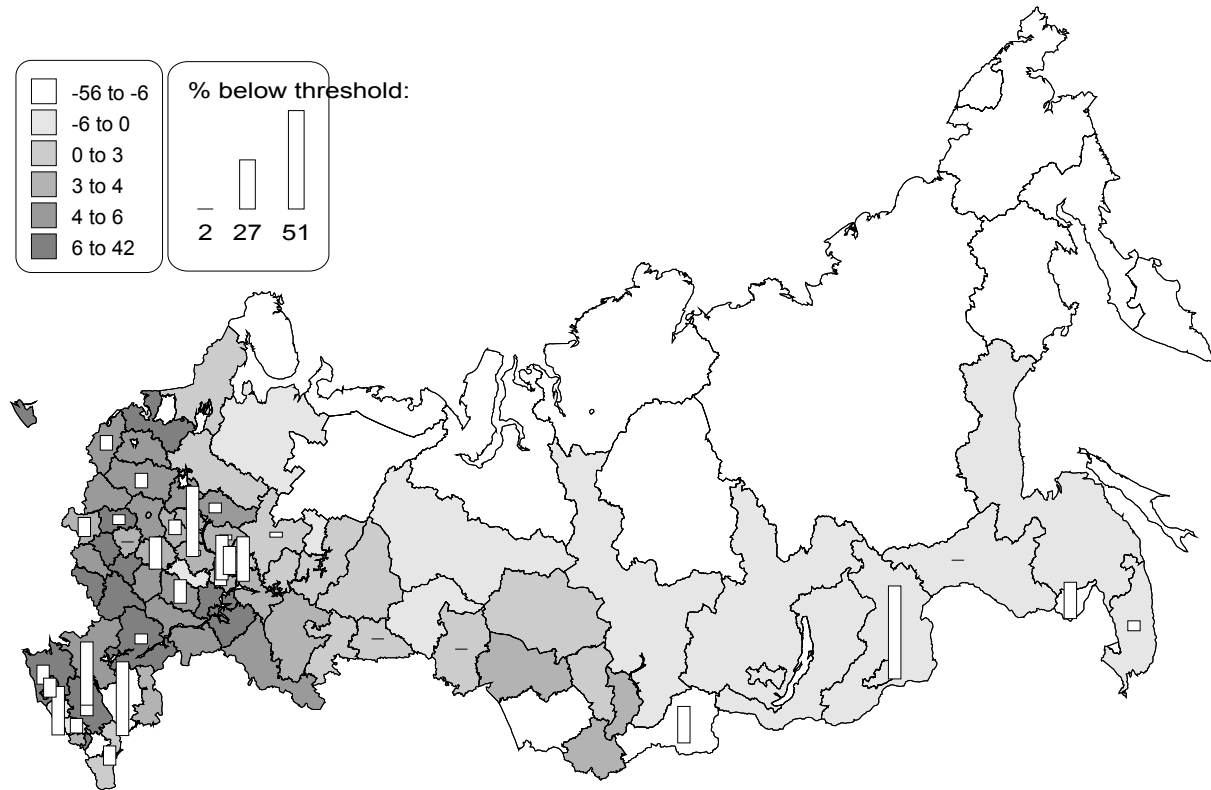 -56 to -6
-6 to 0
0 to 3
3 to 4
4 to 6
6 to 42
% below threshold:
2 27 51